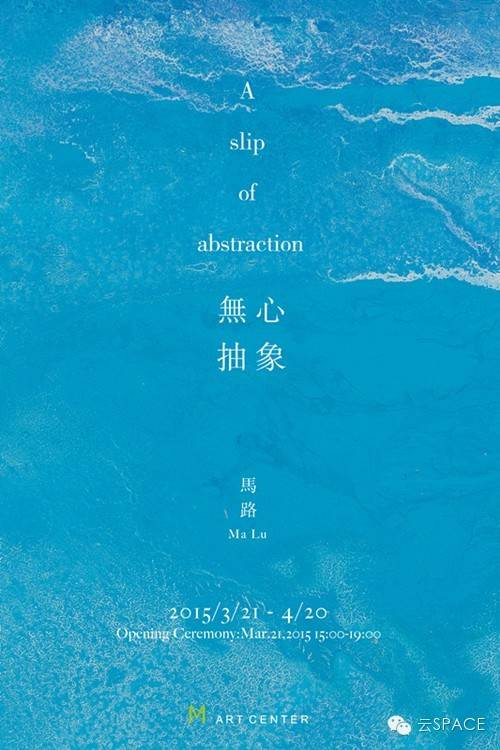 A
slip
of
abstraction
無心
抽象
馬
路
Ma Lu
2015/3/21 - 4/20
Opening Ceremony:Mar.21,2015 15:00-19:00
M ART CENTER
云SPACE